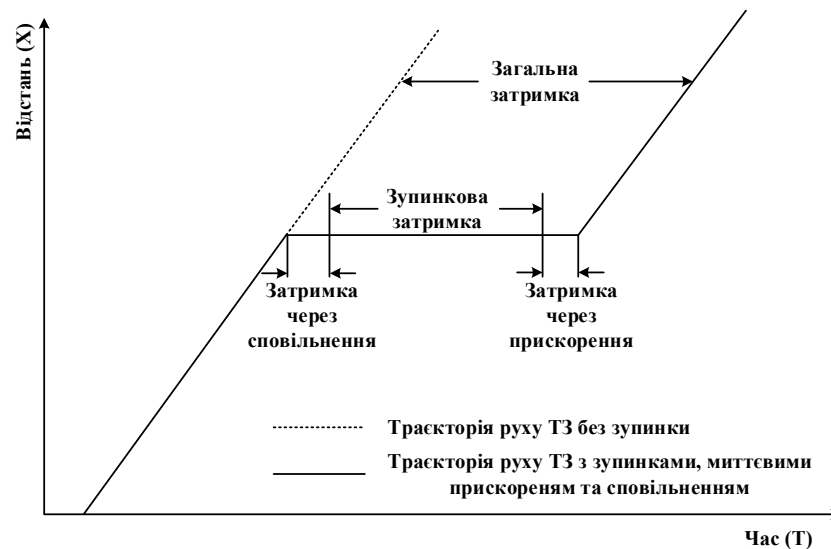 Відстань (X)
Загальна
затримка
Зупинкова
затримка
Затримка
через
сповільнення
Затримка
через
прискорення
Траєкторія руху ТЗ без зупинки
Траєкторія руху ТЗ з зупинками, миттєвими
прискореням та сповільненням
Час (T)